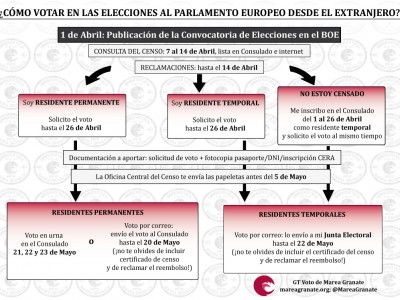 ¿CÓMO VOTAR EN LAS ELECCIONES AL PARLAMENTO EUROPEO DESDE EL EXTRANJERO?
1 de Abril: Publicación de la Convocatoria de Elecciones en el BOE
CONSULTA DEL CENSO: 7 al 14 de Abril, lista en Consulado e internet
RECLAMACIONES: hasta el 14 de Abril
Soy RESIDENTE PERMANENTE
Solicito el voto
hasta el 26 de Abril
Soy RESIDENTE TEMPORAL
Solicito el voto
hasta el 26 de Abril
NO ESTOY CENSADO
Me inscribo en el Consulado
del 1 al 26 de Abril
como residente temporal
y solicito el voto al mismo tiempo
Documentación a aportar: solicitud de voto + fotocopia pasaporte/DNI/inscripción CERA
La Oficina Central del Censo te envía las papeletas antes del 5 de Mayo
RESIDENTES PERMANENTES
Voto en urna
en el Consulado
21, 22 y 23 de Mayo
O
Voto por correo:
envío el voto al Consulado
hasta el 20 de Mayo
(¡no te olvides de incluir
certificado de censo
y de reclamar el reembolso!)
RESIDENTES TEMPORALES
Voto por correo: lo envío a mi Junta Electoral
hasta el 22 de Mayo
(¡no te olvides de incluir el certificado del censo
y de reclamar el reembolso!)
GT Voto de Marea Granate
mareagranate.org; @MareaGranate